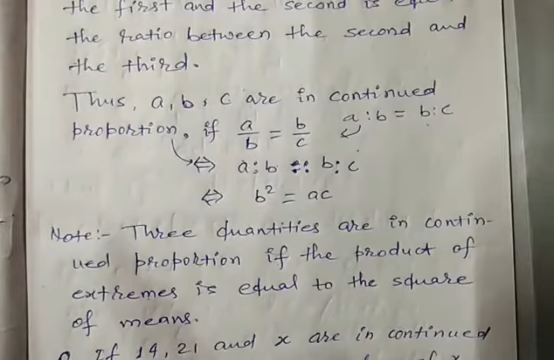 the first and the second is
the ratio between the second and
the third.
Thus, a, b, c are in continued
proportion, if a/b = b/c a:b = b:c
⇔ a:b :: b:c
⇔ b² = ac
Note:- Three quantities are in contin-
ued proportion if the product of
extremes is equal to the square
of means.
Q. If 14, 21 and x are in continued